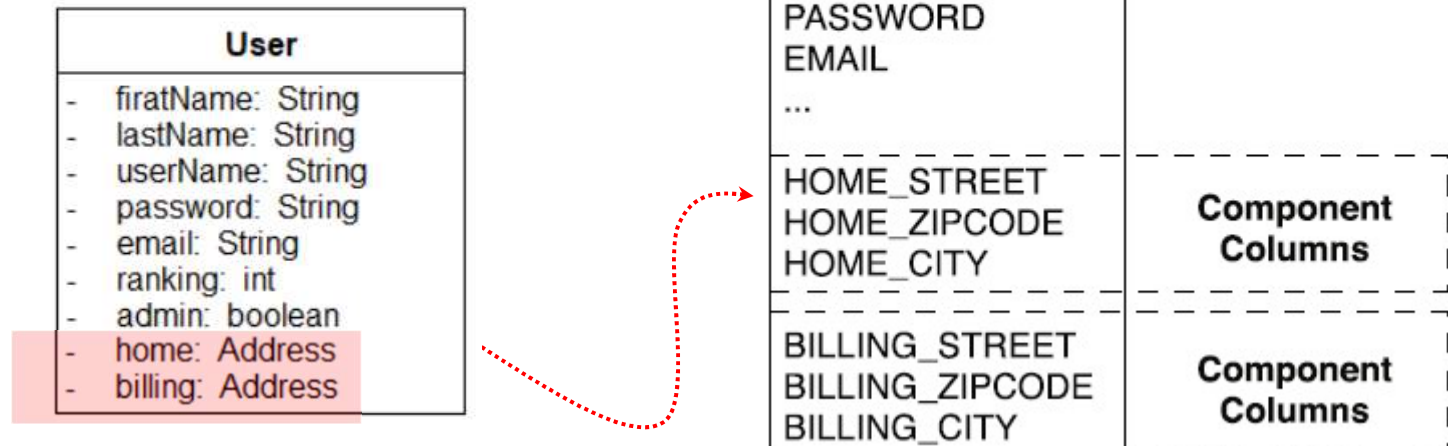 User
- firatName: String
- lastName: String
- userName: String
- password: String
- email: String
- ranking: int
- admin: boolean
- home: Address
- billing: Address
PASSWORD
EMAIL
...
HOME_STREET
HOME_ZIPCODE
HOME_CITY
Component
Columns
BILLING_STREET
BILLING_ZIPCODE
BILLING_CITY
Component
Columns